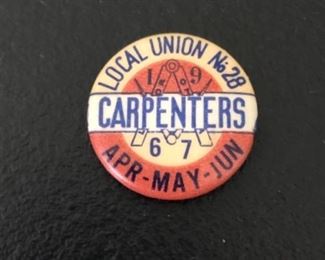 LOCAL UNION No 28
19
CARPENTERS
67
APR-MAY-JUN